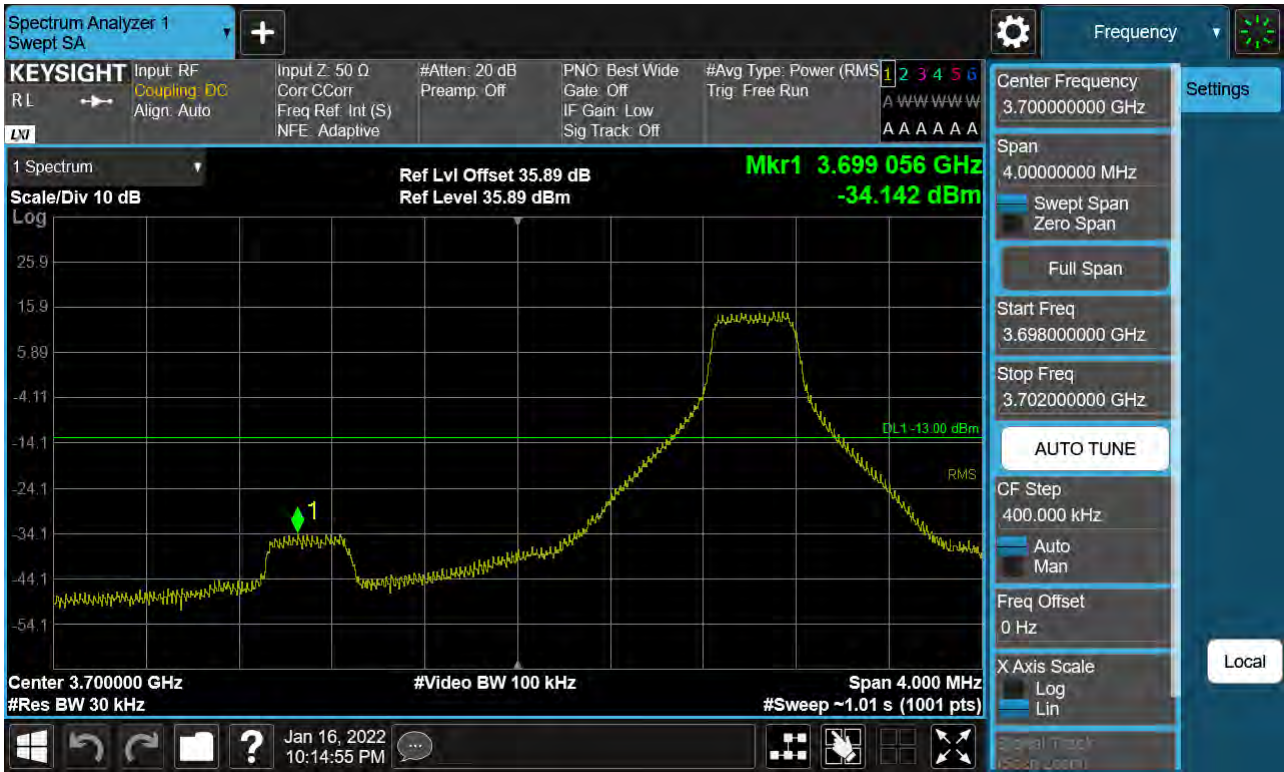 Spectrum Analyzer 1
Swept SA
Frequency
KEYSIGHT
RL
LXI
Input: RF
Coupling: DC
Align: Auto
Input Z: 50 Ω
Corr CCorr
Freq Ref: Int (S)
NFE: Adaptive
#Atten: 20 dB
Preamp: Off
PNO: Best Wide
Gate: Off
IF Gain: Low
Sig Track: Off
#Avg Type: Power (RMS
Trig: Free Run
1 2 3 4 5 6
A W W W W W
A A A A A A
1 Spectrum
Scale/Div 10 dB
Log
Ref Lvl Offset 35.89 dB
Ref Level 35.89 dBm
Mkr1 3.699 056 GHz
-34.142 dBm
25.9
15.9
5.89
-4.11
-14.1
-24.1
-34.1
-44.1
-54.1
DL1 -13.00 dBm
RMS
1
Center 3.700000 GHz
#Res BW 30 kHz
#Video BW 100 kHz
Span 4.000 MHz
#Sweep ~1.01 s (1001 pts)
Center Frequency
3.700000000 GHz
Settings
Span
4.00000000 MHz
Swept Span
Zero Span
Full Span
Start Freq
3.698000000 GHz
Stop Freq
3.702000000 GHz
AUTO TUNE
CF Step
400.000 kHz
Auto
Man
Freq Offset
0 Hz
X Axis Scale
Log
Lin
Local
Signal Track
(Span Zoom)
?
Jan 16, 2022
10:14:55 PM